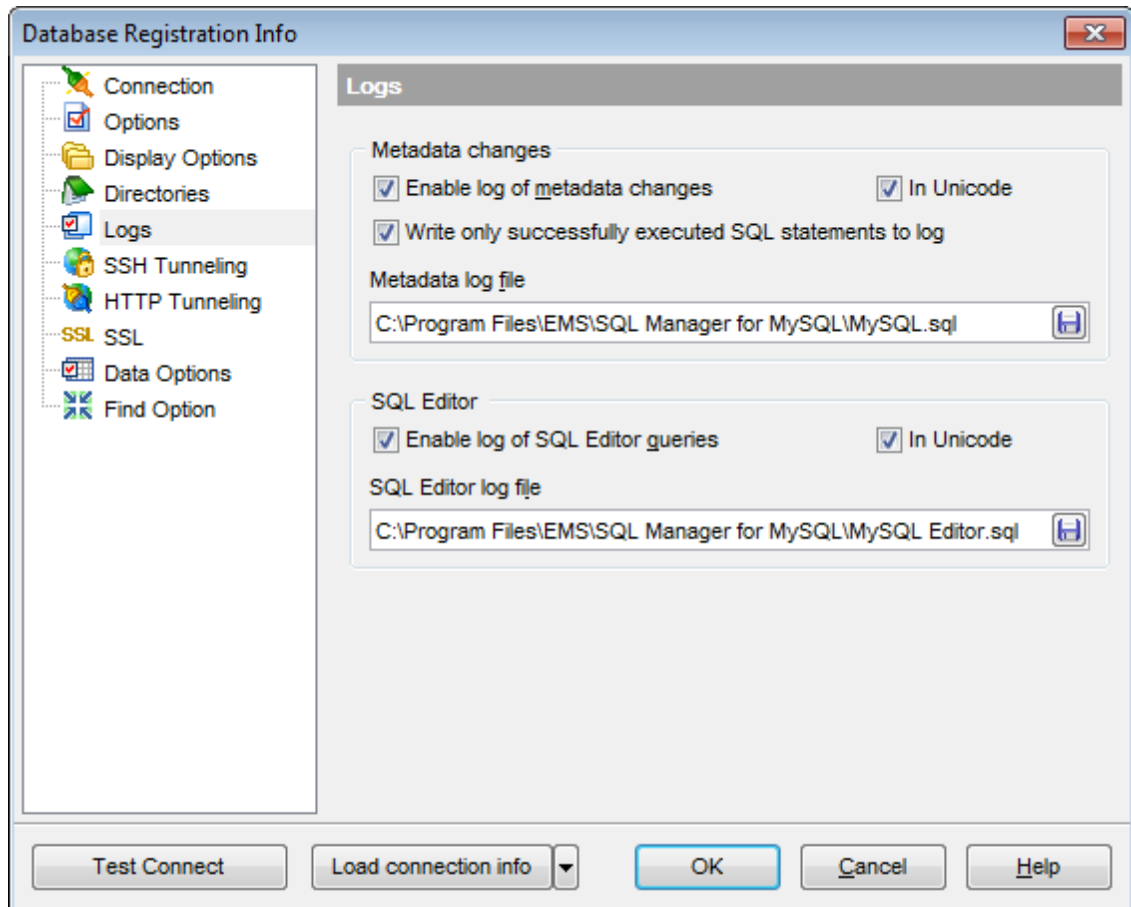 Database Registration Info
Connection
Options
Display Options
Directories
Logs
SSH Tunneling
HTTP Tunneling
SSL SSL
Data Options
Find Option
Logs
Metadata changes
Enable log of metadata changes In Unicode
Write only successfully executed SQL statements to log
Metadata log file
C:\Program Files\EMS\SQL Manager for MySQL\MySQL.sql
SQL Editor
Enable log of SQL Editor queries In Unicode
SQL Editor log file
C:\Program Files\EMS\SQL Manager for MySQL\MySQL Editor.sql
Test Connect Load connection info OK Cancel Help